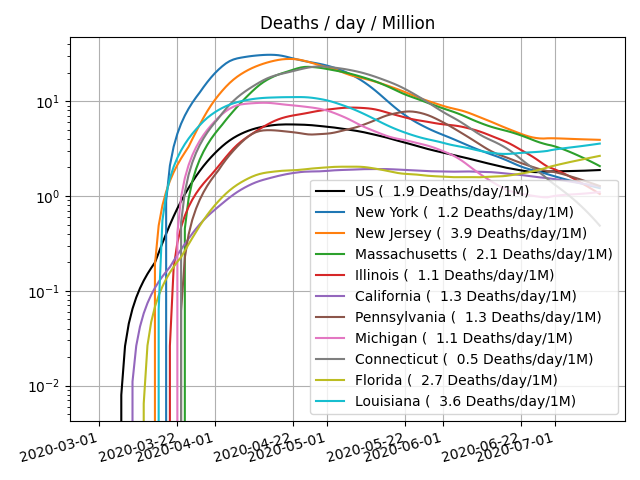 Deaths / day / Million
10¹
10⁰
10⁻¹
10⁻²
US (  1.9 Deaths/day/1M)
New York (  1.2 Deaths/day/1M)
New Jersey (  3.9 Deaths/day/1M)
Massachusetts (  2.1 Deaths/day/1M)
Illinois (  1.1 Deaths/day/1M)
California (  1.3 Deaths/day/1M)
Pennsylvania (  1.3 Deaths/day/1M)
Michigan (  1.1 Deaths/day/1M)
Connecticut (  0.5 Deaths/day/1M)
Florida (  2.7 Deaths/day/1M)
Louisiana (  3.6 Deaths/day/1M)
2020-03-01
2020-03-22
2020-04-01
2020-04-22
2020-05-01
2020-05-22
2020-06-01
2020-06-22
2020-07-01